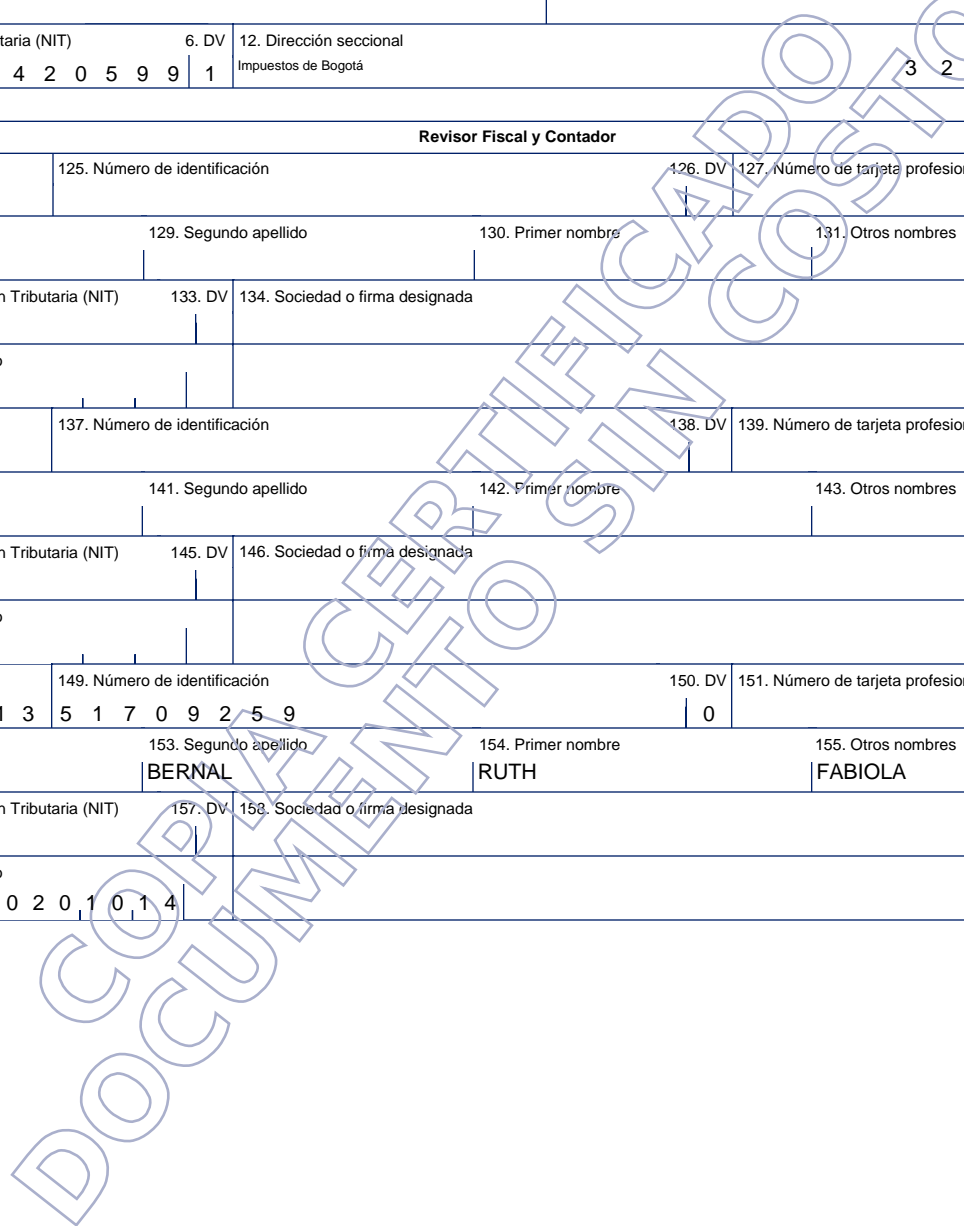 taria (NIT) 6. DV 12. Dirección seccional
4 2 0 5 9 9 1 Impuestos de Bogotá 3 2
Revisor Fiscal y Contador
125. Número de identificación 126. DV 127. Número de tarjeta profesion
129. Segundo apellido 130. Primer nombre 131. Otros nombres
n Tributaria (NIT) 133. DV 134. Sociedad o firma designada
o
137. Número de identificación 138. DV 139. Número de tarjeta profesion
141. Segundo apellido 142. Primer nombre 143. Otros nombres
n Tributaria (NIT) 145. DV 146. Sociedad o firma designada
o
149. Número de identificación 150. DV 151. Número de tarjeta profesion
1 3 5 1 7 0 9 2 5 9 0
153. Segundo apellido 154. Primer nombre 155. Otros nombres
BERNAL RUTH FABIOLA
n Tributaria (NIT) 157. DV 158. Sociedad o firma designada
o
0 2 0 1 0 1 4
COPIA CERTIFICADO
DOCUMENTO SIN COSTO